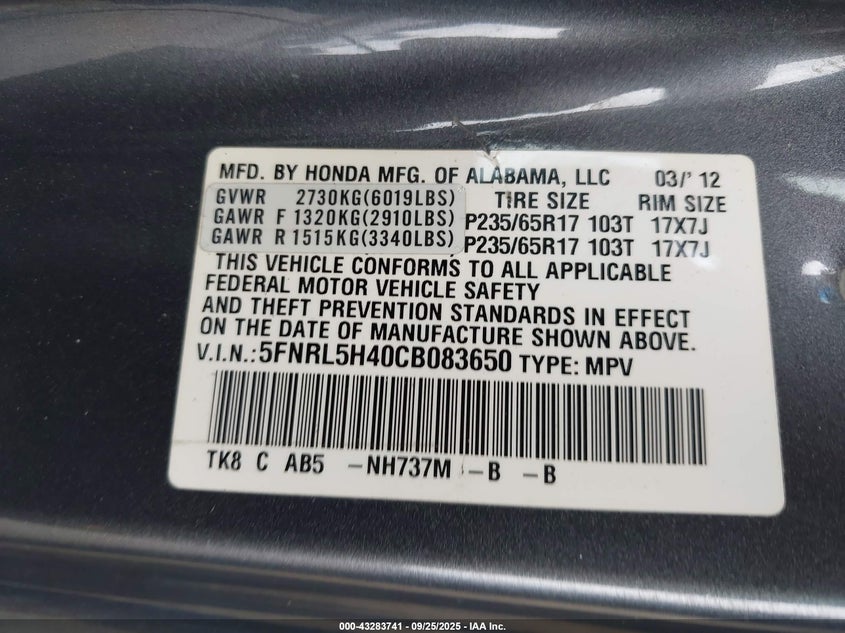 MFD. BY HONDA MFG. OF ALABAMA, LLC 03/'12
GVWR 2730KG(6019LBS) TIRE SIZE RIM SIZE
GAWR F 1320KG(2910LBS) P235/65R17 103T 17X7J
GAWR R 1515KG(3340LBS) P235/65R17 103T 17X7J
THIS VEHICLE CONFORMS TO ALL APPLICABLE
FEDERAL MOTOR VEHICLE SAFETY
AND THEFT PREVENTION STANDARDS IN EFFECT
ON THE DATE OF MANUFACTURE SHOWN ABOVE.
V.I.N.: 5FNRL5H40CB083650 TYPE: MPV
TK8 C AB5 -NH737M -B -B
000-43283741 - 09/25/2025 - IAA Inc.